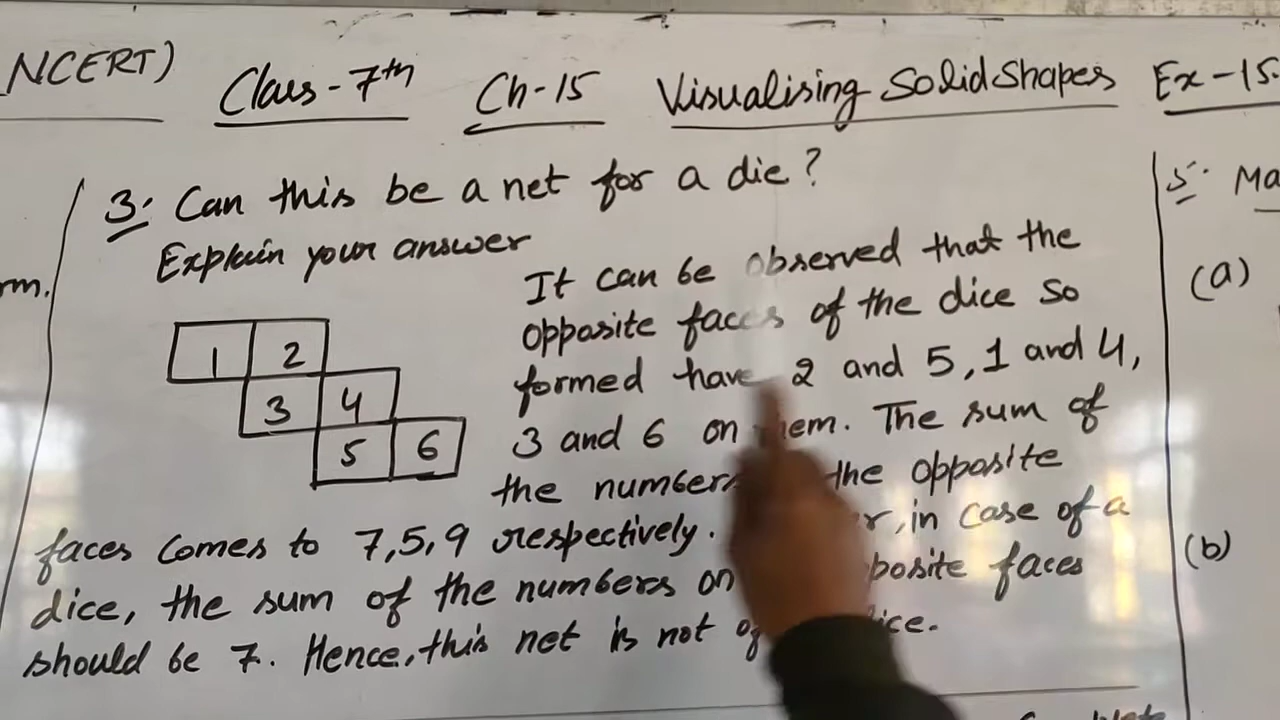 NCERT) Class-7th Ch-15 Visualising Solid Shapes Ex-15.
3. Can this be a net for a die?
Explain your answer
1 2
3 4
5 6
It can be observed that the
opposite faces of the dice so
formed have 2 and 5, 1 and 4,
3 and 6 on them. The sum of
the numbers the opposite
faces comes to 7,5,9 respectively. in case of a
dice, the sum of the numbers on faces
should be 7. Hence, this net is not
rm.
5. Ma
(a)
(b)